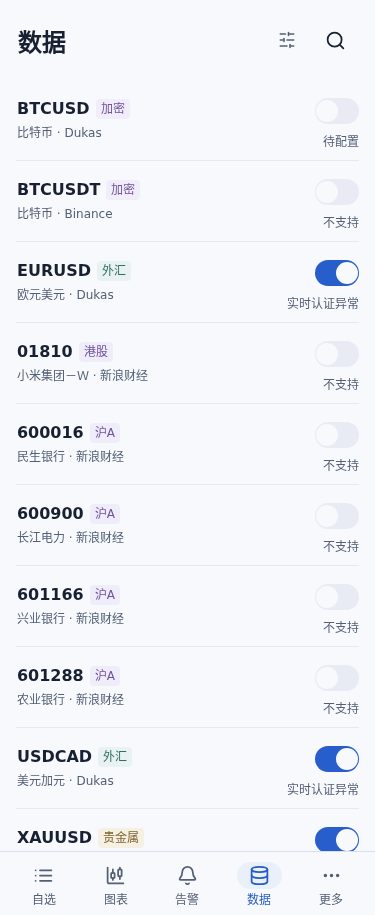 数据
BTCUSD 加密
比特币 · Dukas
待配置
BTCUSDT 加密
比特币 · Binance
不支持
EURUSD 外汇
欧元美元 · Dukas
实时认证异常
01810 港股
小米集团－W · 新浪财经
不支持
600016 沪A
民生银行 · 新浪财经
不支持
600900 沪A
长江电力 · 新浪财经
不支持
601166 沪A
兴业银行 · 新浪财经
不支持
601288 沪A
农业银行 · 新浪财经
不支持
USDCAD 外汇
美元加元 · Dukas
实时认证异常
XAUUSD 贵金属
自选 图表 告警 数据 更多